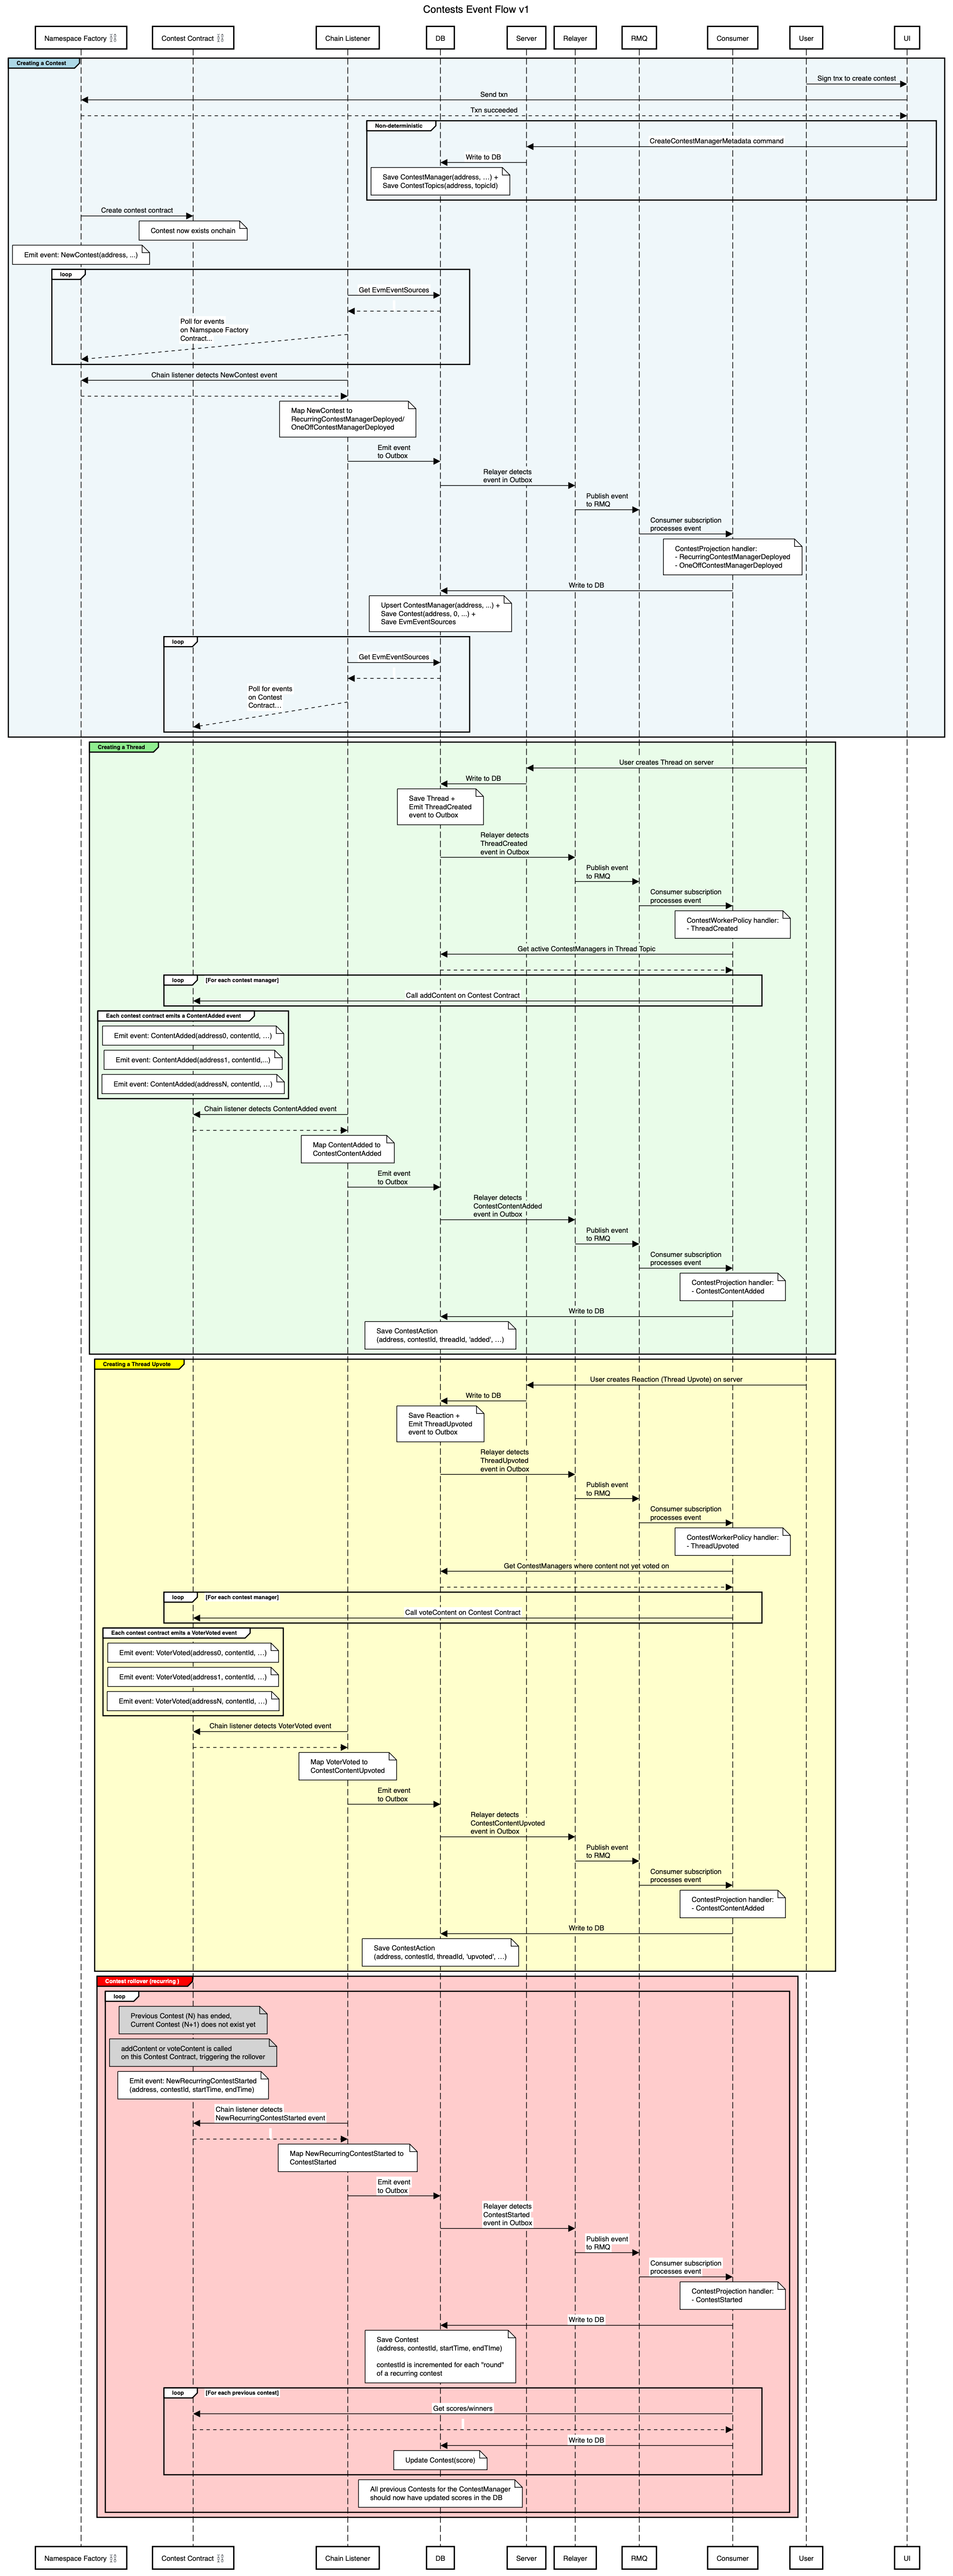 Contests Event Flow v1
Namespace Factory
Contest Contract
Chain Listener
DB
Server
Relayer
RMQ
Consumer
User
UI
Creating a Contest
Sign tnx to create contest
Send txn
Txn succeeded
Non-deterministic
CreateContestManagerMetadata command
Write to DB
Save ContestManager(address, …) +
Save ContestTopics(address, topicId)
Create contest contract
Contest now exists onchain
Emit event: NewContest(address, ...)
loop
Get EvmEventSources
Poll for events
on Namspace Factory
Contract...
Chain listener detects NewContest event
Map NewContest to
RecurringContestManagerDeployed/
OneOffContestManagerDeployed
Emit event
to Outbox
Relayer detects
event in Outbox
Publish event
to RMQ
Consumer subscription
processes event
ContestProjection handler:
- RecurringContestManagerDeployed
- OneOffContestManagerDeployed
Write to DB
Upsert ContestManager(address, ...) +
Save Contest(address, 0, ...) +
Save EvmEventSources
loop
Get EvmEventSources
Poll for events
on Contest
Contract…
Creating a Thread
User creates Thread on server
Write to DB
Save Thread +
Emit ThreadCreated
event to Outbox
Relayer detects
ThreadCreated
event in Outbox
Publish event
to RMQ
Consumer subscription
processes event
ContestWorkerPolicy handler:
- ThreadCreated
Get active ContestManagers in Thread Topic
loop
[For each contest manager]
Call addContent on Contest Contract
Each contest contract emits a ContentAdded event
Emit event: ContentAdded(address0, contentId, …)
Emit event: ContentAdded(address1, contentId,...)
Emit event: ContentAdded(addressN, contentId, …)
Chain listener detects ContentAdded event
Map ContentAdded to
ContestContentAdded
Emit event
to Outbox
Relayer detects
ContestContentAdded
event in Outbox
Publish event
to RMQ
Consumer subscription
processes event
ContestProjection handler:
- ContestContentAdded
Write to DB
Save ContestAction
(address, contestId, threadId, 'added', …)
Creating a Thread Upvote
User creates Reaction (Thread Upvote) on server
Write to DB
Save Reaction +
Emit ThreadUpvoted
event to Outbox
Relayer detects
ThreadUpvoted
event in Outbox
Publish event
to RMQ
Consumer subscription
processes event
ContestWorkerPolicy handler:
- ThreadUpvoted
Get ContestManagers where content not yet voted on
loop
[For each contest manager]
Call voteContent on Contest Contract
Each contest contract emits a VoterVoted event
Emit event: VoterVoted(address0, contentId, …)
Emit event: VoterVoted(address1, contentId, …)
Emit event: VoterVoted(addressN, contentId, …)
Chain listener detects VoterVoted event
Map VoterVoted to
ContestContentUpvoted
Emit event
to Outbox
Relayer detects
ContestContentUpvoted
event in Outbox
Publish event
to RMQ
Consumer subscription
processes event
ContestProjection handler:
- ContestContentAdded
Write to DB
Save ContestAction
(address, contestId, threadId, 'upvoted', …)
Contest rollover (recurring )
loop
Previous Contest (N) has ended,
Current Contest (N+1) does not exist yet
addContent or voteContent is called
on this Contest Contract, triggering the rollover
Emit event: NewRecurringContestStarted
(address, contestId, startTime, endTime)
Chain listener detects
NewRecurringContestStarted event
Map NewRecurringContestStarted to
ContestStarted
Emit event
to Outbox
Relayer detects
ContestStarted
event in Outbox
Publish event
to RMQ
Consumer subscription
processes event
ContestProjection handler:
- ContestStarted
Write to DB
Save Contest
(address, contestId, startTime, endTIme)
contestId is incremented for each "round"
of a recurring contest
loop
[For each previous contest]
Get scores/winners
Write to DB
Update Contest(score)
All previous Contests for the ContestManager
should now have updated scores in the DB
Namespace Factory
Contest Contract
Chain Listener
DB
Server
Relayer
RMQ
Consumer
User
UI